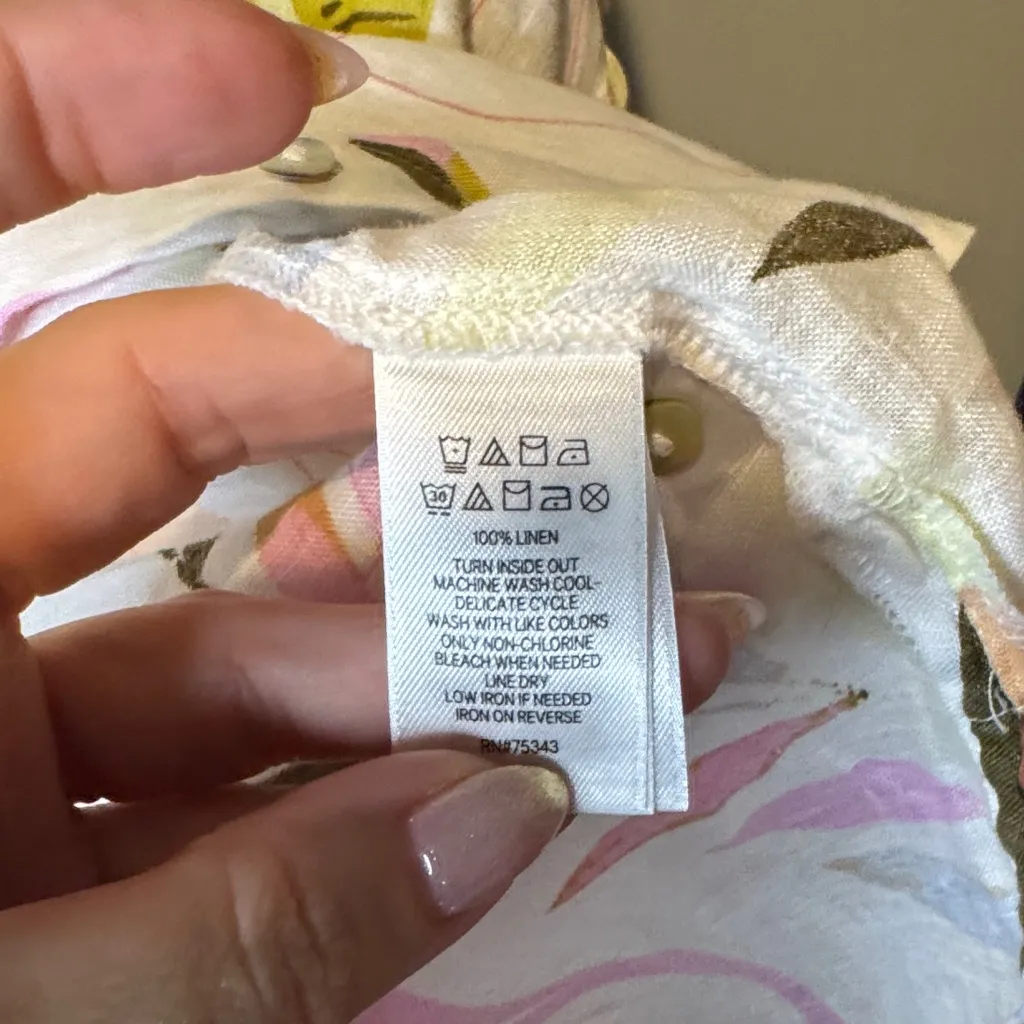 30
100% LINEN
TURN INSIDE OUT
MACHINE WASH COOL-
DELICATE CYCLE
WASH WITH LIKE COLORS
ONLY NON-CHLORINE
BLEACH WHEN NEEDED
LINE DRY
LOW IRON IF NEEDED
IRON ON REVERSE
RN#75343